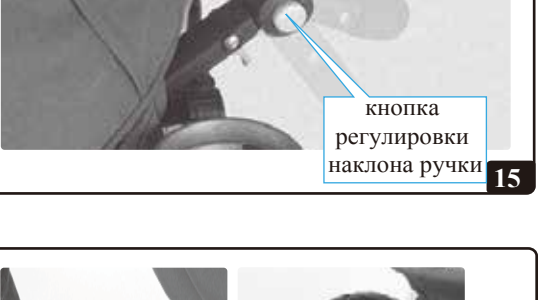 кнопка
регулировки
наклона ручки
15